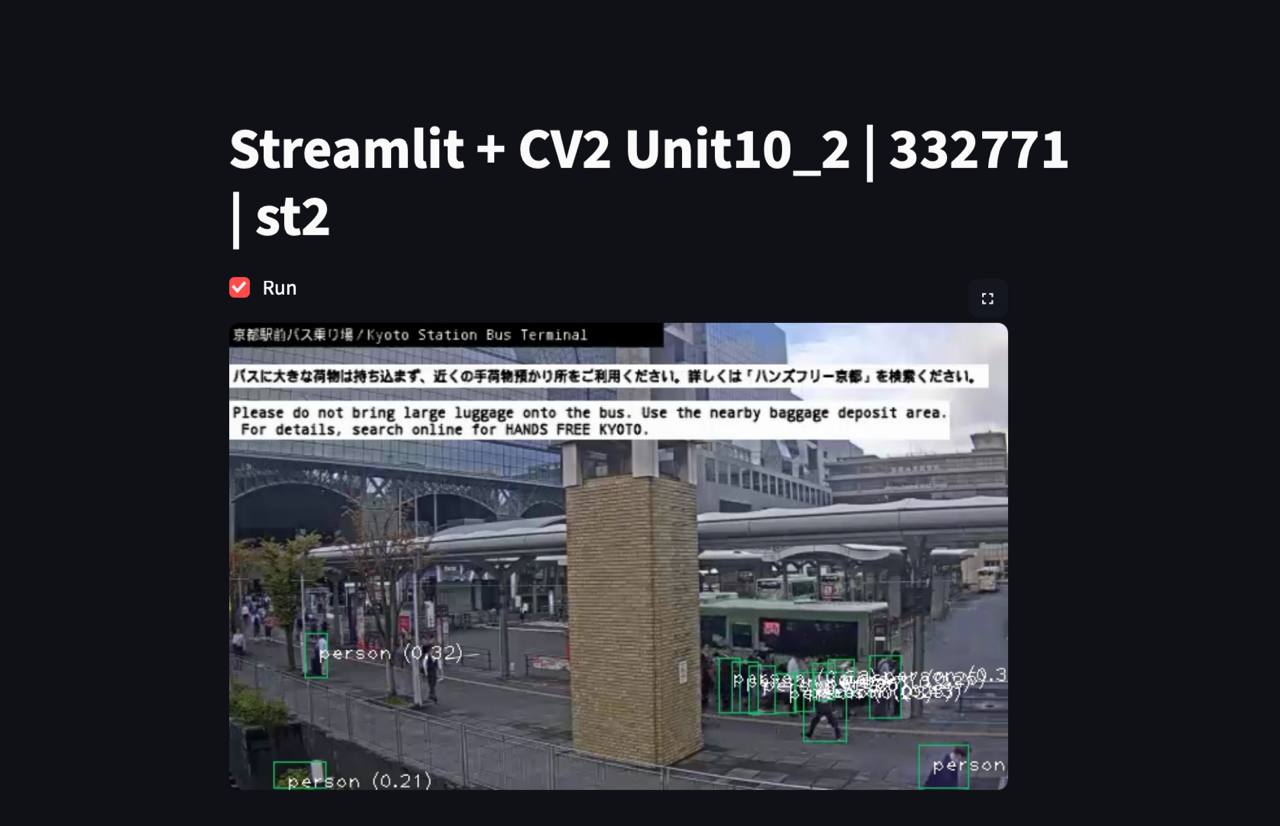 Streamlit + CV2 Unit10_2 | 332771
| st2
Run
京都駅前バス乗り場/Kyoto Station Bus Terminal
バスに大きな荷物は持ち込まず、近くの手荷物預かり所をご利用ください。詳しくは「ハンズフリー京都」を検索ください。
Please do not bring large luggage onto the bus. Use the nearby baggage deposit area.
For details, search online for HANDS FREE KYOTO.
person (0.32)
person
person (0.21)